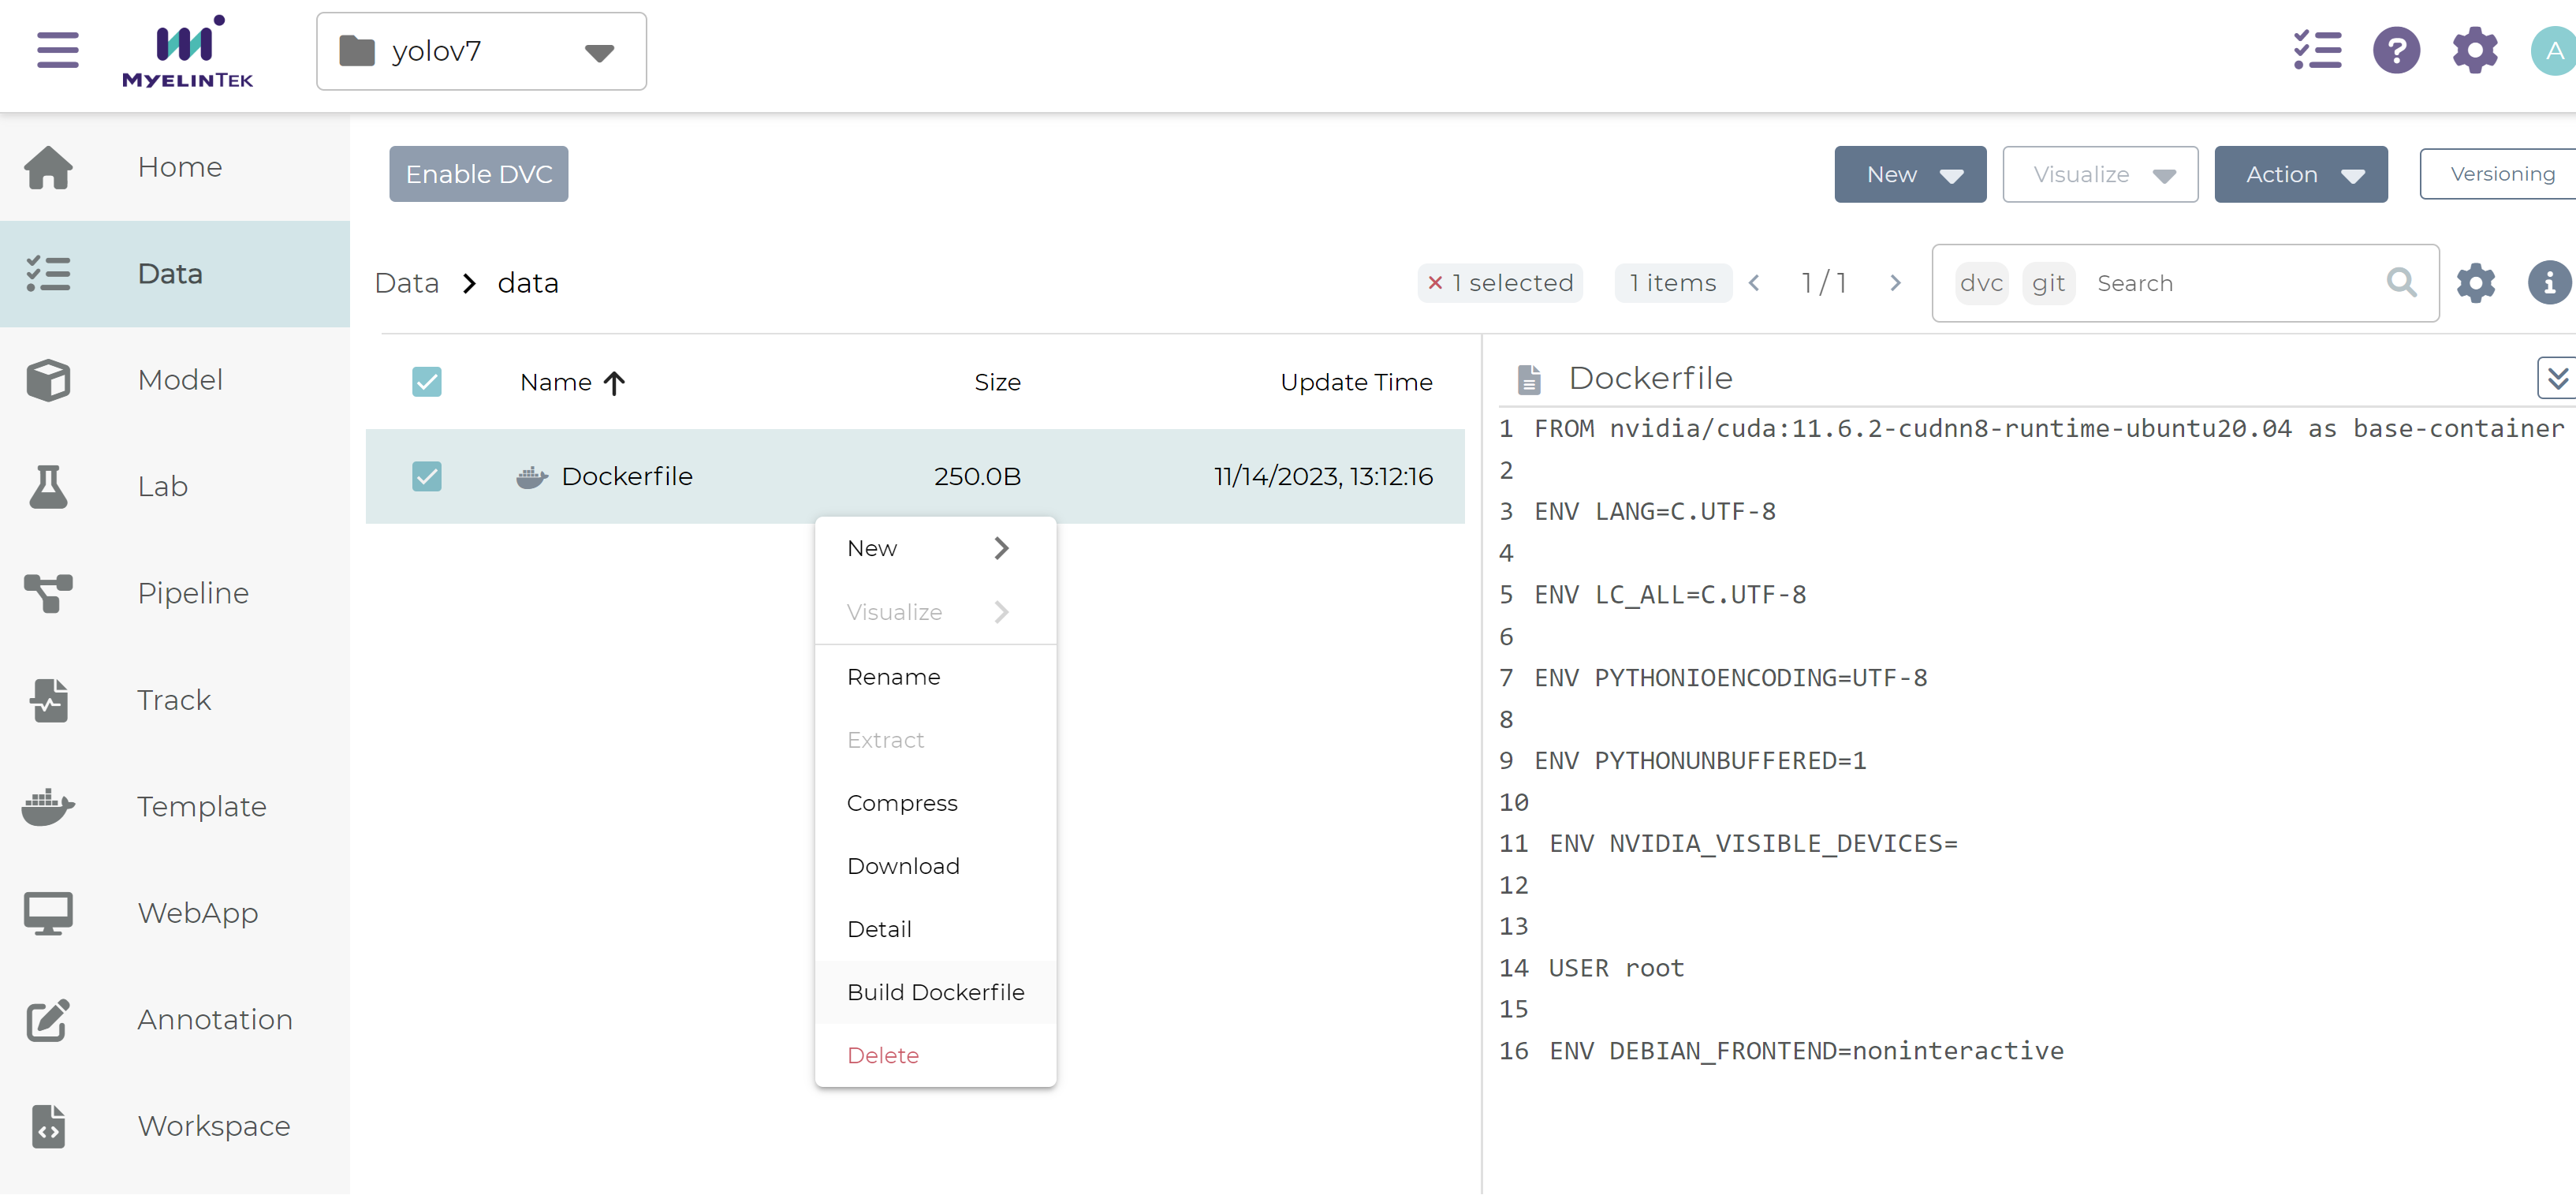 MYELINTEK
yolov7
?
A
Home
Data
Model
Lab
Pipeline
Track
Template
WebApp
Annotation
Workspace
Enable DVC
New
Visualize
Action
Versioning
Data > data
× 1 selected
1 items
< 1 / 1 >
dvc git Search
Name ↑ Size Update Time
Dockerfile 250.0B 11/14/2023, 13:12:16
New
Visualize
Rename
Extract
Compress
Download
Detail
Build Dockerfile
Delete
Dockerfile
1 FROM nvidia/cuda:11.6.2-cudnn8-runtime-ubuntu20.04 as base-container
2
3 ENV LANG=C.UTF-8
4
5 ENV LC_ALL=C.UTF-8
6
7 ENV PYTHONIOENCODING=UTF-8
8
9 ENV PYTHONUNBUFFERED=1
10
11 ENV NVIDIA_VISIBLE_DEVICES=
12
13
14 USER root
15
16 ENV DEBIAN_FRONTEND=noninteractive